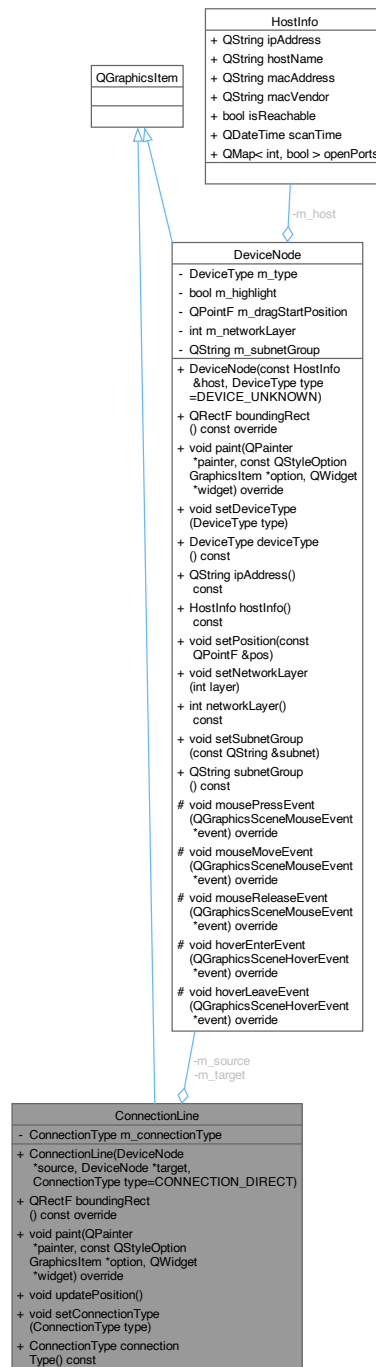 HostInfo
+ QString ipAddress
+ QString hostName
+ QString macAddress
+ QString macVendor
+ bool isReachable
+ QDateTime scanTime
+ QMap< int, bool > openPorts
QGraphicsItem
-m_host
DeviceNode
- DeviceType m_type
- bool m_highlight
- QPointF m_dragStartPosition
- int m_networkLayer
- QString m_subnetGroup
+ DeviceNode(const HostInfo
&host, DeviceType type
=DEVICE_UNKNOWN)
+ QRectF boundingRect
() const override
+ void paint(QPainter
*painter, const QStyleOption
GraphicsItem *option, QWidget
*widget) override
+ void setDeviceType
(DeviceType type)
+ DeviceType deviceType
() const
+ QString ipAddress()
const
+ HostInfo hostInfo()
const
+ void setPosition(const
QPointF &pos)
+ void setNetworkLayer
(int layer)
+ int networkLayer()
const
+ void setSubnetGroup
(const QString &subnet)
+ QString subnetGroup
() const
# void mousePressEvent
(QGraphicsSceneMouseEvent
*event) override
# void mouseMoveEvent
(QGraphicsSceneMouseEvent
*event) override
# void mouseReleaseEvent
(QGraphicsSceneMouseEvent
*event) override
# void hoverEnterEvent
(QGraphicsSceneHoverEvent
*event) override
# void hoverLeaveEvent
(QGraphicsSceneHoverEvent
*event) override
-m_source
-m_target
ConnectionLine
- ConnectionType m_connectionType
+ ConnectionLine(DeviceNode
*source, DeviceNode *target,
ConnectionType type=CONNECTION_DIRECT)
+ QRectF boundingRect
() const override
+ void paint(QPainter
*painter, const QStyleOption
GraphicsItem *option, QWidget
*widget) override
+ void updatePosition()
+ void setConnectionType
(ConnectionType type)
+ ConnectionType connection
Type() const